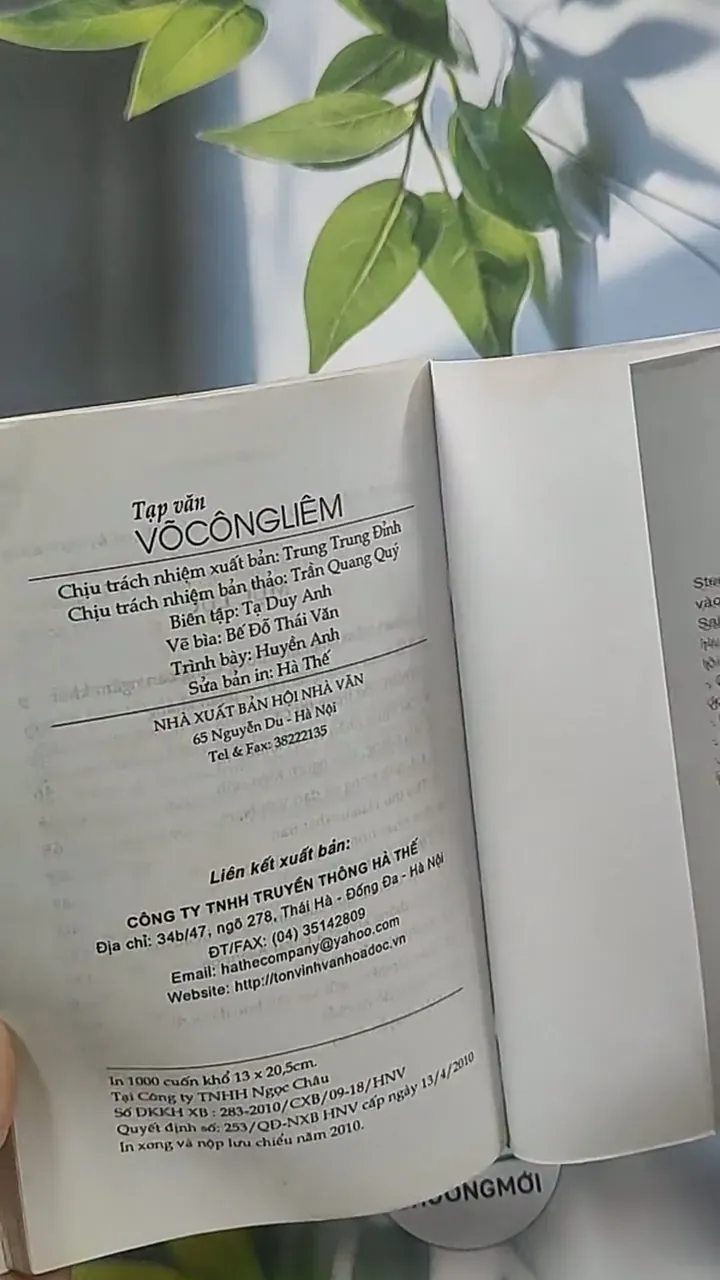 Tạp văn
VÕCÔNGLIÊM
Chịu trách nhiệm xuất bản: Trung Trung Đỉnh
Chịu trách nhiệm bản thảo: Trần Quang Quý
Biên tập: Tạ Duy Anh
Vẽ bìa: Bế Đỗ Thái Văn
Trình bày: Huyền Anh
Sửa bản in: Hà Thế
NHÀ XUẤT BẢN HỘI NHÀ VĂN
65 Nguyễn Du - Hà Nội
Tel & Fax: 38222135
Liên kết xuất bản:
CÔNG TY TNHH TRUYỀN THÔNG HÀ THẾ
Địa chỉ: 34b/47, ngõ 278, Thái Hà - Đống Đa - Hà Nội
ĐT/FAX: (04) 35142809
Email: hathecompany@yahoo.com
Website: http://tonvinhvanhoadoc.vn
In 1000 cuốn khổ 13 x 20,5cm.
Tại Công ty TNHH Ngọc Châu
Số ĐKKH XB : 283-2010/CXB/09-18/HNV
Quyết định số: 253/QĐ-NXB HNV cấp ngày 13/4/2010
In xong và nộp lưu chiểu năm 2010.